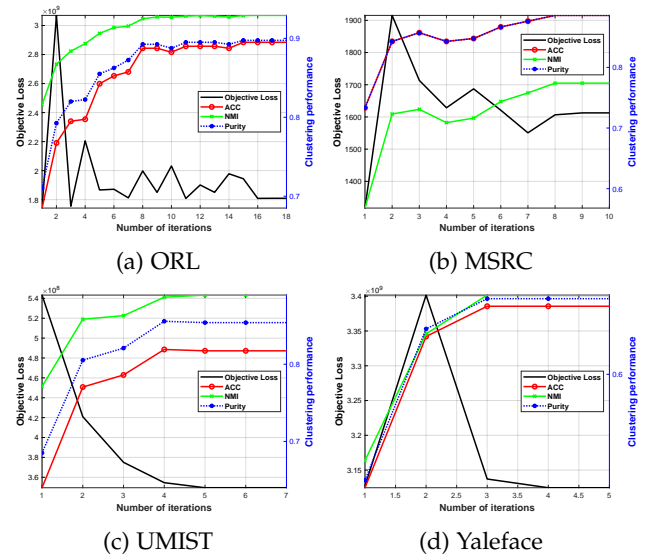 ×10⁹
3
2.8
2.6
2.4
2.2
2
1.8
Objective Loss
0.9
0.8
0.7
Clustering performance
Objective Loss
ACC
NMI
Purity
2 4 6 8 10 12 14 16 18
Number of iterations
(a) ORL
1900
1800
1700
1600
1500
1400
Objective Loss
0.8
0.7
0.6
Clustering performance
Objective Loss
ACC
NMI
Purity
1 2 3 4 5 6 7 8 9 10
Number of iterations
(b) MSRC
×10⁸
5.4
5.2
5
4.8
4.6
4.4
4.2
4
3.8
3.6
Objective Loss
0.8
0.7
Clustering performance
Objective Loss
ACC
NMI
Purity
1 2 3 4 5 6 7
Number of iterations
(c) UMIST
×10⁹
3.4
3.35
3.3
3.25
3.2
3.15
Objective Loss
0.6
Clustering performance
Objective Loss
ACC
NMI
Purity
1 1.5 2 2.5 3 3.5 4 4.5 5
Number of iterations
(d) Yaleface